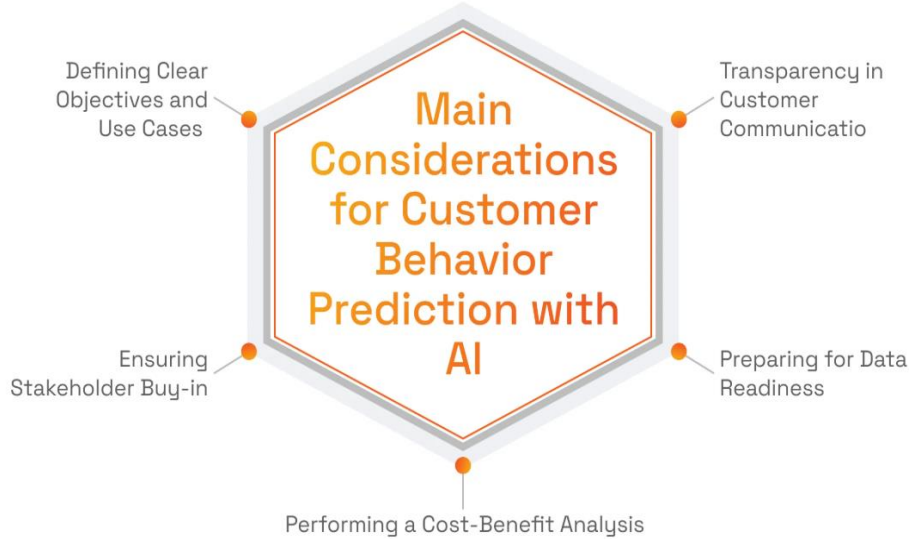 Main
Considerations
for Customer
Behavior
Prediction with
AI
Defining Clear
Objectives and
Use Cases
Transparency in
Customer
Communicatio
Ensuring
Stakeholder Buy-in
Preparing for Data
Readiness
Performing a Cost-Benefit Analysis